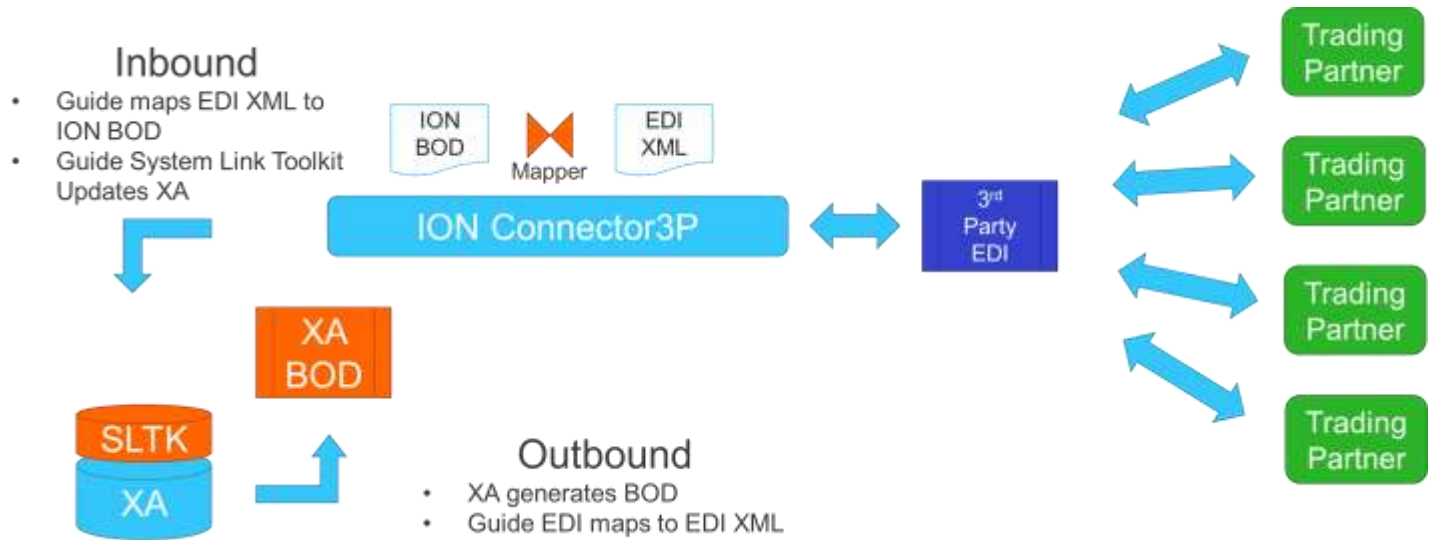 Inbound
• Guide maps EDI XML to
ION BOD
• Guide System Link Toolkit
Updates XA
ION
BOD
Mapper
EDI
XML
ION Connector3P
3rd
Party
EDI
Trading
Partner
Trading
Partner
Trading
Partner
Trading
Partner
XA
BOD
SLTK
XA
Outbound
• XA generates BOD
• Guide EDI maps to EDI XML